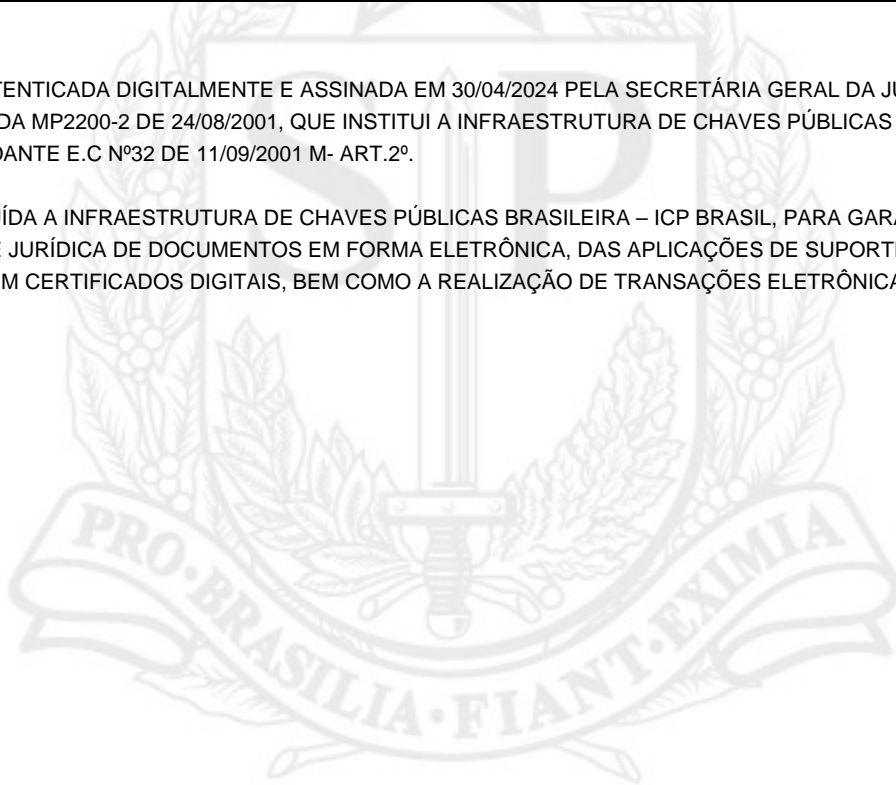 TENTICADA DIGITALMENTE E ASSINADA EM 30/04/2024 PELA SECRETÁRIA GERAL DA JU
DA MP2200-2 DE 24/08/2001, QUE INSTITUI A INFRAESTRUTURA DE CHAVES PÚBLICAS
DANTE E.C Nº32 DE 11/09/2001 M- ART.2º.
ÍDA A INFRAESTRUTURA DE CHAVES PÚBLICAS BRASILEIRA – ICP BRASIL, PARA GARA
E JURÍDICA DE DOCUMENTOS EM FORMA ELETRÔNICA, DAS APLICAÇÕES DE SUPORTE
M CERTIFICADOS DIGITAIS, BEM COMO A REALIZAÇÃO DE TRANSAÇÕES ELETRÔNICA
SP
PRO·BRASILIA·FIANT·EXIMIA